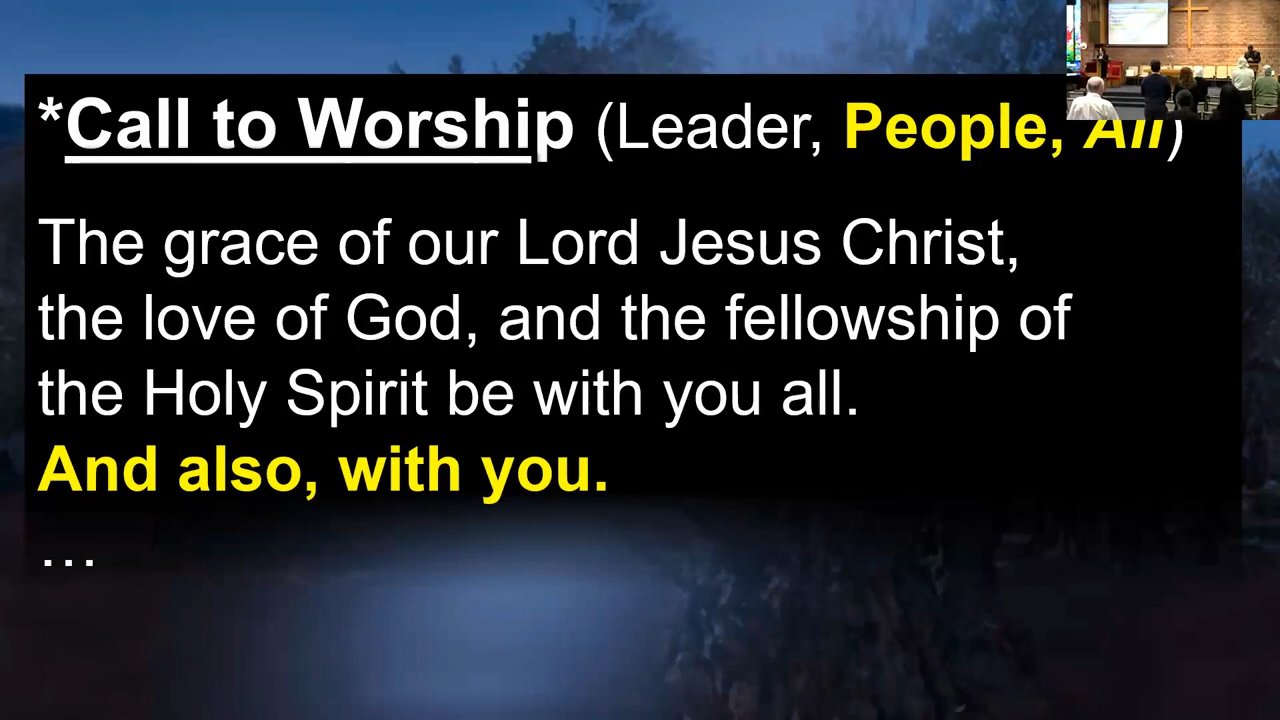 *Call to Worship (Leader, People, All)
The grace of our Lord Jesus Christ,
the love of God, and the fellowship of
the Holy Spirit be with you all.
And also, with you.
…